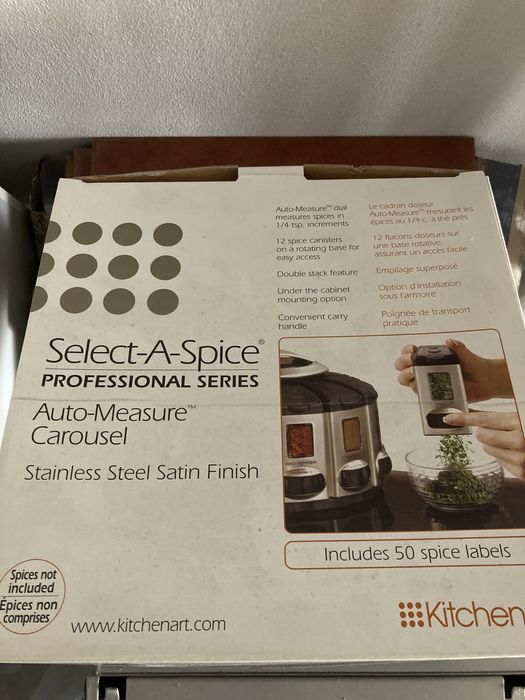 Auto-Measure™ dial
measures spices in
1/4 tsp. increments
12 spice canisters
on a rotating base for
easy access
Double stack feature
Under the cabinet
mounting option
Convenient carry
handle
Le cadran doseur
Auto-Measure™ mesurant les
épices au 1/4 c. à thé près
12 flacons doseurs sur
une base rotative,
assurant un accès facile
Empilage superposé
Option d'installation
sous l'armoire
Poignée de transport
pratique
Select-A-Spice®
PROFESSIONAL SERIES
Auto-Measure™
Carousel
Stainless Steel Satin Finish
RED PEPPER
Includes 50 spice labels
Spices not
included
Épices non
comprises
www.kitchenart.com
Kitchen